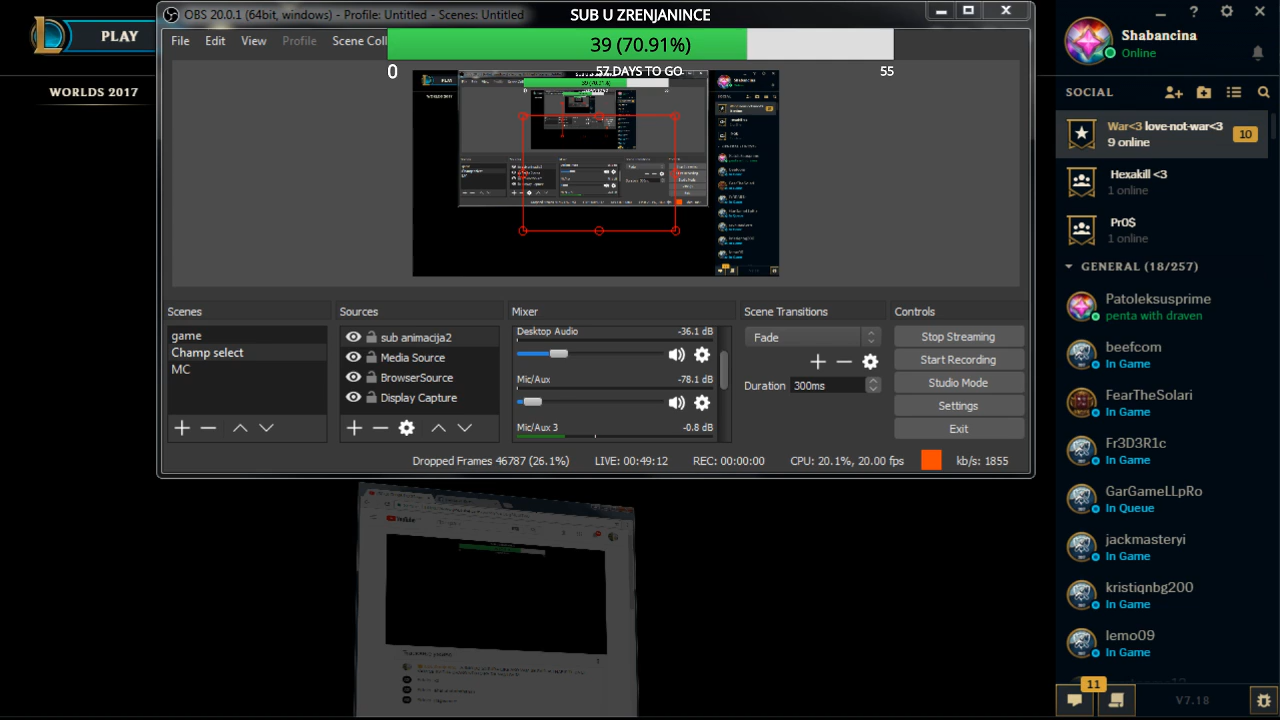 PLAY
WORLDS 2017
OBS 20.0.1 (64bit, windows) - Profile: Untitled - Scenes: Untitled
SUB U ZRENJANINCE
File Edit View Profile Scene Coll
39 (70.91%)
0 57 DAYS TO GO 55
Scenes
game
Champ select
MC
Sources
sub animacija2
Media Source
BrowserSource
Display Capture
Mixer
Desktop Audio -36.1 dB
Mic/Aux -78.1 dB
Mic/Aux 3 -0.8 dB
Scene Transitions
Fade
Duration 300ms
Controls
Stop Streaming
Start Recording
Studio Mode
Settings
Exit
Dropped Frames 46787 (26.1%) LIVE: 00:49:12 REC: 00:00:00 CPU: 20.1%, 20.00 fps kb/s: 1855
Shabancina
Online
SOCIAL
War<3 love-not-war<3
9 online
10
Hexakill <3
1 online
Pr0$
1 online
GENERAL (18/257)
Patoleksusprime
penta with draven
beefcom
In Game
FearTheSolari
In Game
Fr3D3R1c
In Game
GarGameLLpRo
In Queue
jackmasteryi
In Game
kristiqnbg200
In Game
lemo09
In Game
11
V7.18